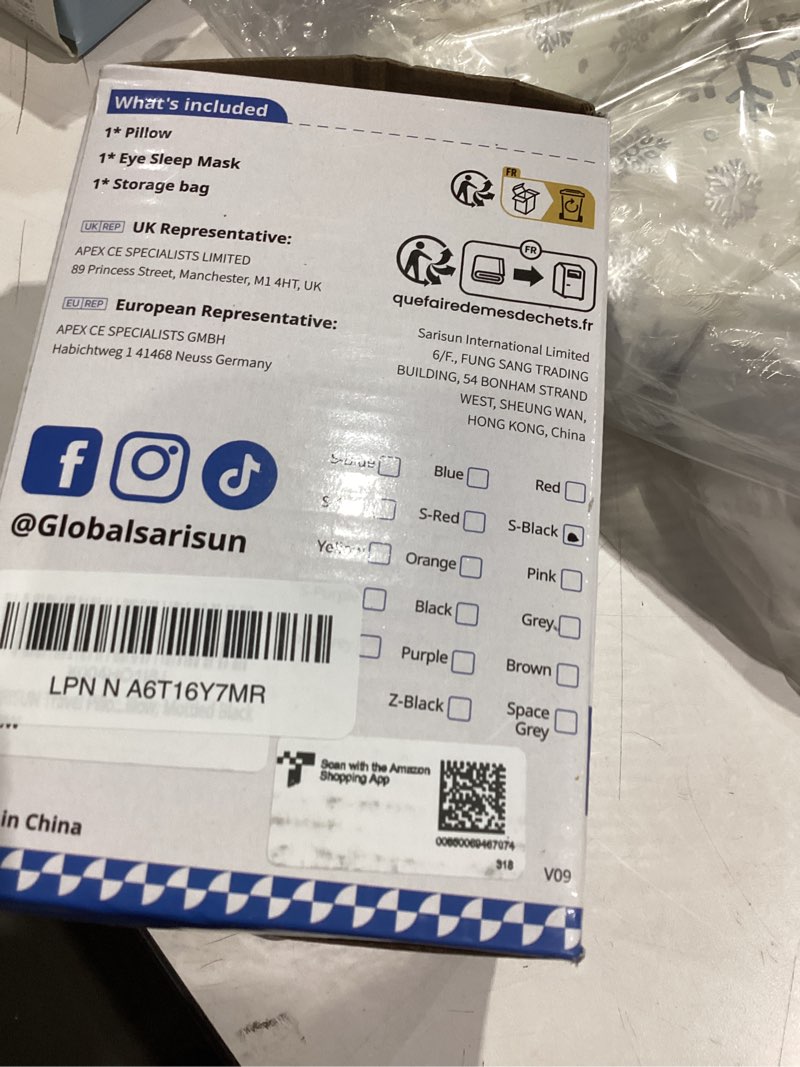 What's included
1* Pillow
1* Eye Sleep Mask
1* Storage bag
FR
UK REP UK Representative:
APEX CE SPECIALISTS LIMITED
89 Princess Street, Manchester, M1 4HT, UK
FR
EU REP European Representative:
APEX CE SPECIALISTS GMBH
Habichtweg 1 41468 Neuss Germany
quefairedemesdechets.fr
Sarisun International Limited
6/F., FUNG SANG TRADING
BUILDING, 54 BONHAM STRAND
WEST, SHEUNG WAN,
HONG KONG, China
@Globalsarisun
S-Blue Blue Red
S-Red S-Black
Yellow Orange Pink
Black Grey
Purple Brown
Z-Black Space
Grey
LPN N A6T16Y7MR
Scan with the Amazon
Shopping App
318
in China
V09